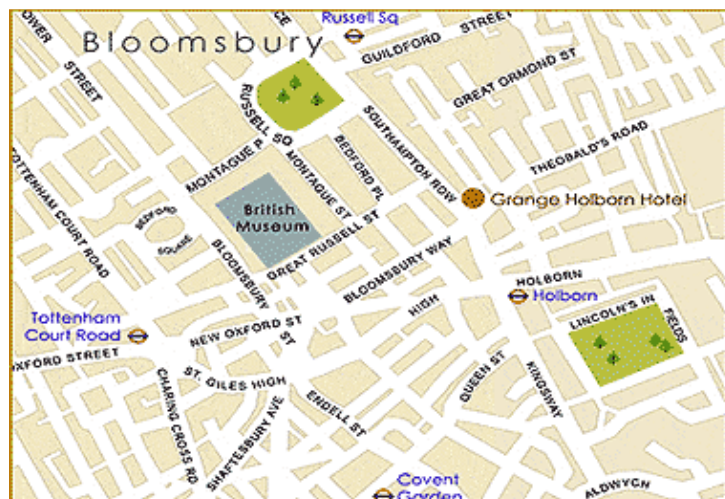 Russell Sq
Bloomsbury
OWER
STREET
ACE
GUILDFORD STREET
GREAT ORMOND ST
THEOBALD'S ROAD
RUSSELL SQ
SOUTHAMPTON ROW
BEDFORD PL
MONTAGUE P
MONTAGUE ST
TOTTENHAM COURT ROAD
BEDFORD
SQUARE
British
Museum
GREAT RUSSELL ST
Grange Holborn Hotel
BLOOMSBURY
ST
BLOOMSBURY WAY
HIGH
HOLBORN
Holborn
LINCOLN'S IN
FIELDS
Tottenham
Court Road
NEW OXFORD ST
OXFORD STREET
ST. GILES HIGH
CHARING CROSS RD
SHAFTESBURY AVE
ENDELL ST
QUEEN ST
KINGSWAY
ALDWYCH
Covent
Garden